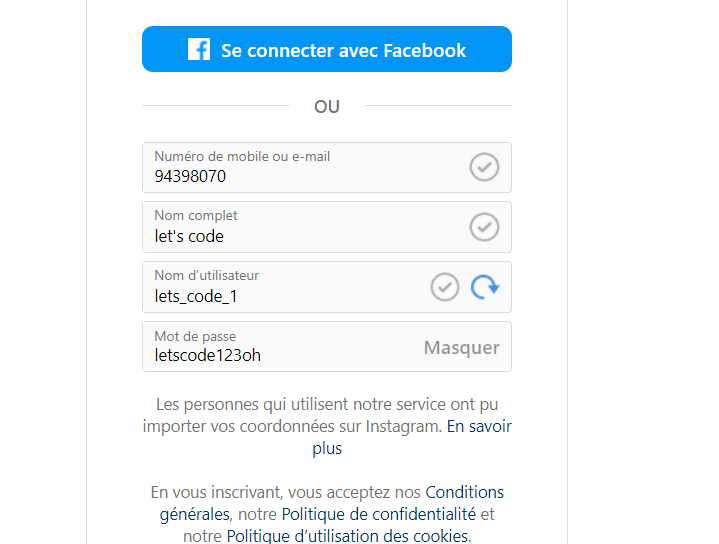 Se connecter avec Facebook
OU
Numéro de mobile ou e-mail
94398070
Nom complet
let's code
Nom d’utilisateur
lets_code_1
Mot de passe
letscode123oh
Masquer
Les personnes qui utilisent notre service ont pu
importer vos coordonnées sur Instagram. En savoir
plus
En vous inscrivant, vous acceptez nos Conditions
générales, notre Politique de confidentialité et
notre Politique d’utilisation des cookies.